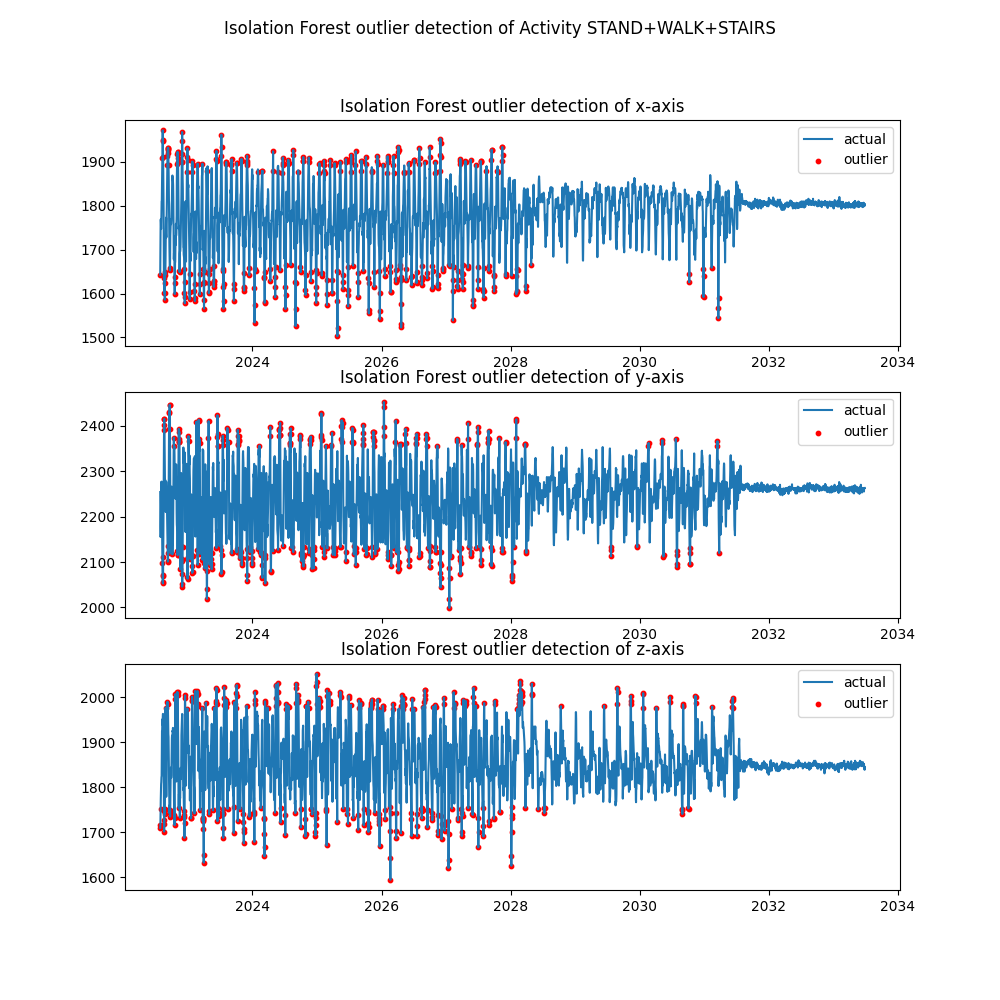 Isolation Forest outlier detection of Activity STAND+WALK+STAIRS
Isolation Forest outlier detection of x-axis
actual
outlier
1900
1800
1700
1600
1500
2024 2026 2028 2030 2032 2034
Isolation Forest outlier detection of y-axis
actual
outlier
2400
2300
2200
2100
2000
2024 2026 2028 2030 2032 2034
Isolation Forest outlier detection of z-axis
actual
outlier
2000
1900
1800
1700
1600
2024 2026 2028 2030 2032 2034